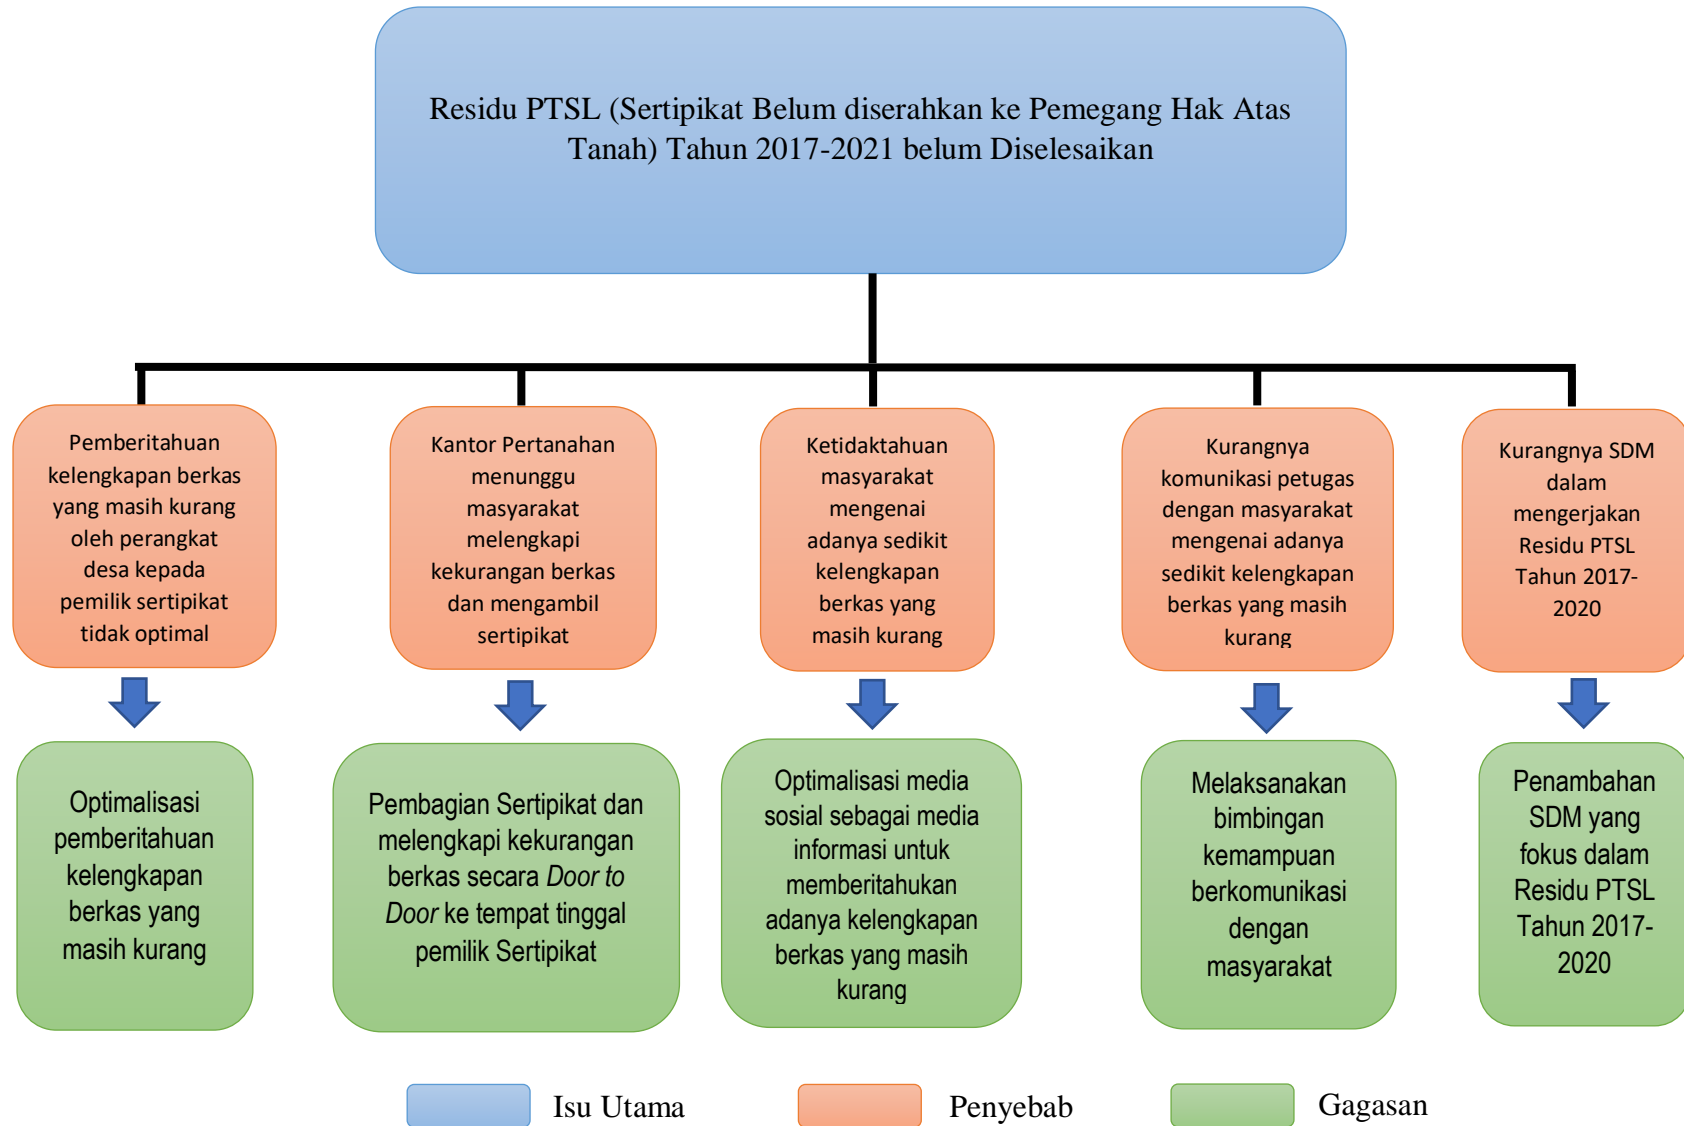 Residu PTSL (Sertipikat Belum diserahkan ke Pemegang Hak Atas
Tanah) Tahun 2017-2021 belum Diselesaikan
Pemberitahuan
kelengkapan berkas
yang masih kurang
oleh perangkat
desa kepada
pemilik sertipikat
tidak optimal
Kantor Pertanahan
menunggu
masyarakat
melengkapi
kekurangan berkas
dan mengambil
sertipikat
Ketidaktahuan
masyarakat
mengenai
adanya sedikit
kelengkapan
berkas yang
masih kurang
Kurangnya
komunikasi petugas
dengan masyarakat
mengenai adanya
sedikit kelengkapan
berkas yang masih
kurang
Kurangnya SDM
dalam
mengerjakan
Residu PTSL
Tahun 2017-
2020
Optimalisasi
pemberitahuan
kelengkapan
berkas yang
masih kurang
Pembagian Sertipikat dan
melengkapi kekurangan
berkas secara Door to
Door ke tempat tinggal
pemilik Sertipikat
Optimalisasi media
sosial sebagai media
informasi untuk
memberitahukan
adanya kelengkapan
berkas yang masih
kurang
Melaksanakan
bimbingan
kemampuan
berkomunikasi
dengan
masyarakat
Penambahan
SDM yang
fokus dalam
Residu PTSL
Tahun 2017-
2020
Isu Utama
Penyebab
Gagasan